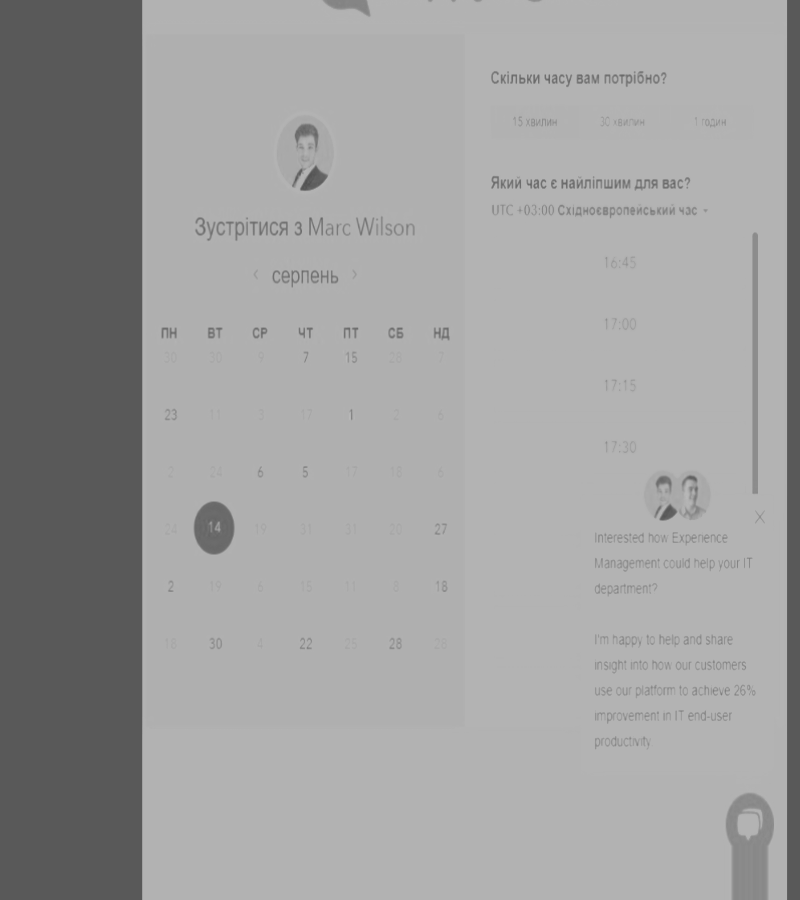 Зустрітися з Marc Wilson
‹ серпень ›
ПН ВТ СР ЧТ ПТ СБ НД
30 30 9 7 15 28 7
23 11 3 17 1 2 6
2 24 6 5 17 18 6
24 14 19 31 31 20 27
2 19 6 15 11 8 18
16 30 4 22 25 28 26
Скільки часу вам потрібно?
15 хвилин 30 хвилин 1 годин
Який час є найліпшим для вас?
UTC +03:00 Східноєвропейський час
16:45
17:00
17:15
17:30
X
Interested how Experience
Management could help your IT
department?
I'm happy to help and share
insight into how our customers
use our platform to achieve 26%
improvement in IT end-user
productivity